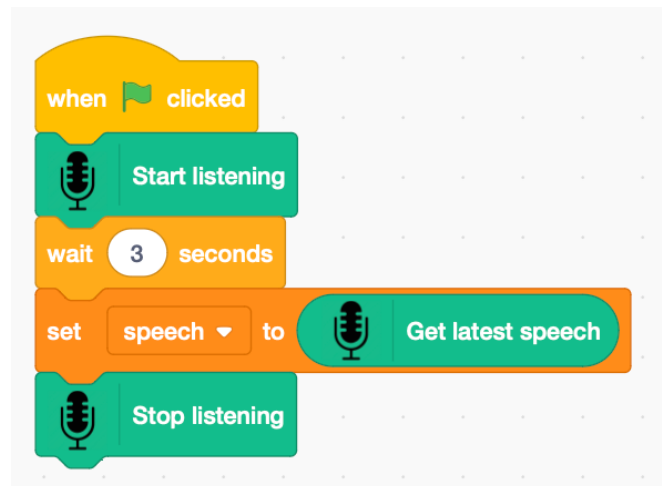 when clicked
Start listening
wait 3 seconds
set speech to Get latest speech
Stop listening